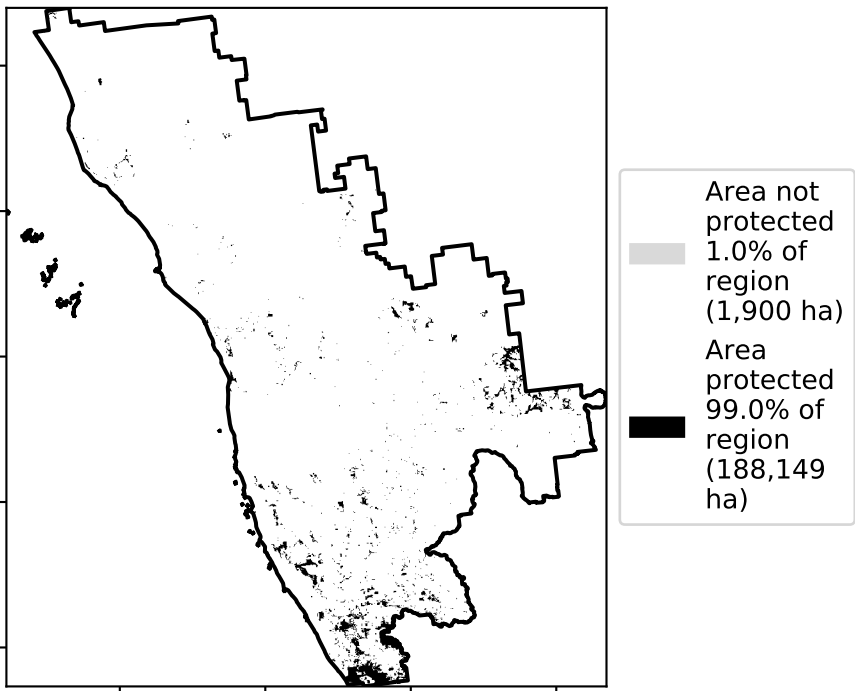 Area not
protected
1.0% of
region
(1,900 ha)
Area
protected
99.0% of
region
(188,149
ha)